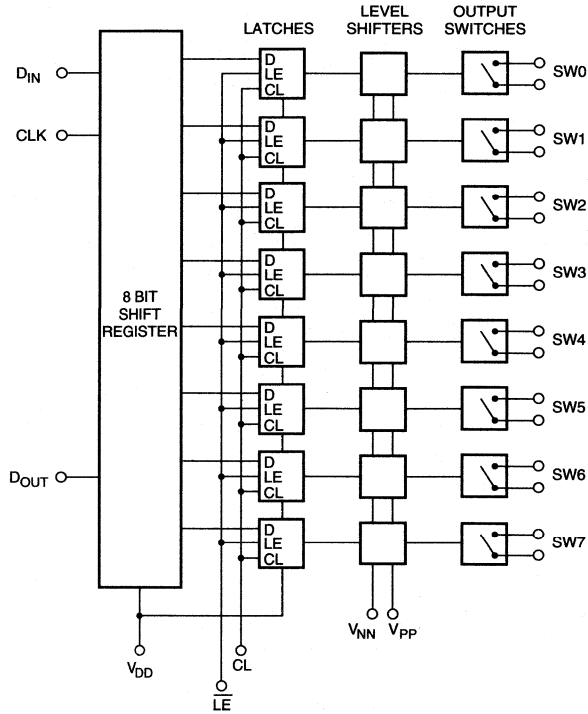 LATCHES
LEVEL
SHIFTERS
OUTPUT
SWITCHES
DIN
CLK
8 BIT
SHIFT
REGISTER
DOUT
D
LE
CL
SW0
D
LE
CL
SW1
D
LE
CL
SW2
D
LE
CL
SW3
D
LE
CL
SW4
D
LE
CL
SW5
D
LE
CL
SW6
D
LE
CL
SW7
VDD
LE
CL
VNN
VPP